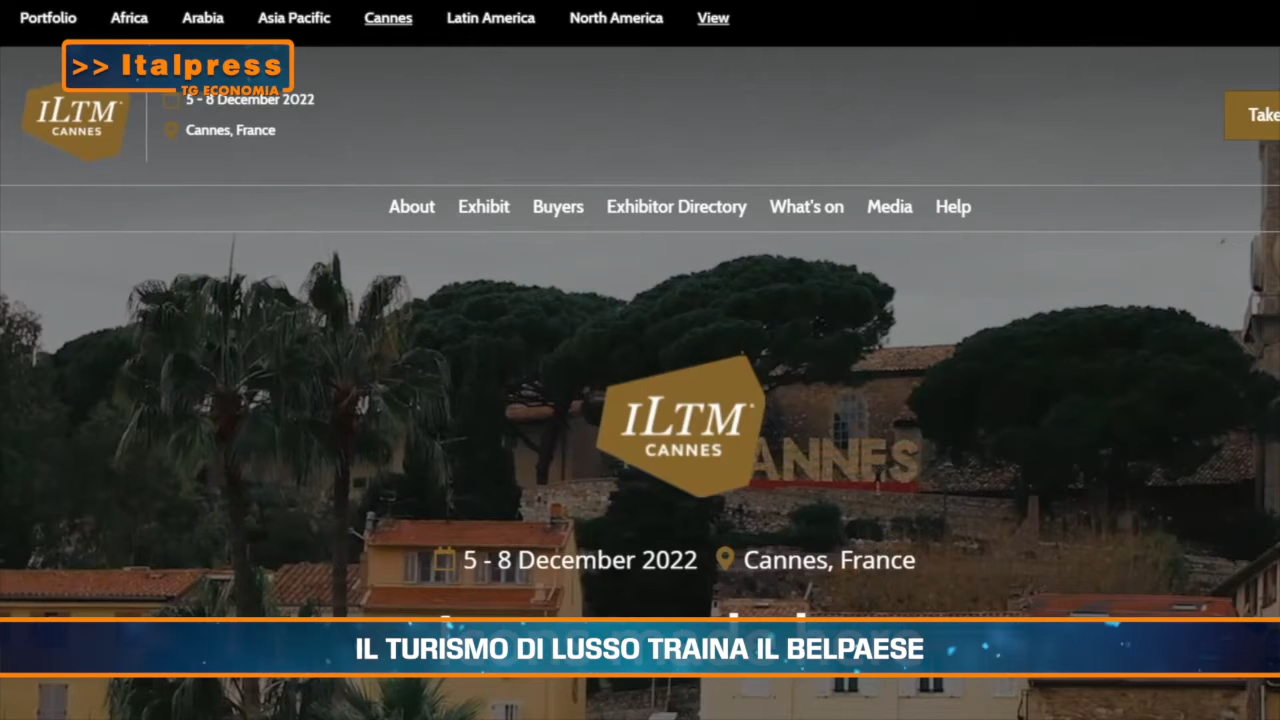 Portfolio Africa Arabia Asia Pacific Cannes Latin America North America View
>> Italpress
TG ECONOMIA
iLTM
CANNES
5 - 8 December 2022
Cannes, France
Take
About Exhibit Buyers Exhibitor Directory What's on Media Help
iLTM
CANNES
ANNES
5 - 8 December 2022 Cannes, France
IL TURISMO DI LUSSO TRAINA IL BELPAESE